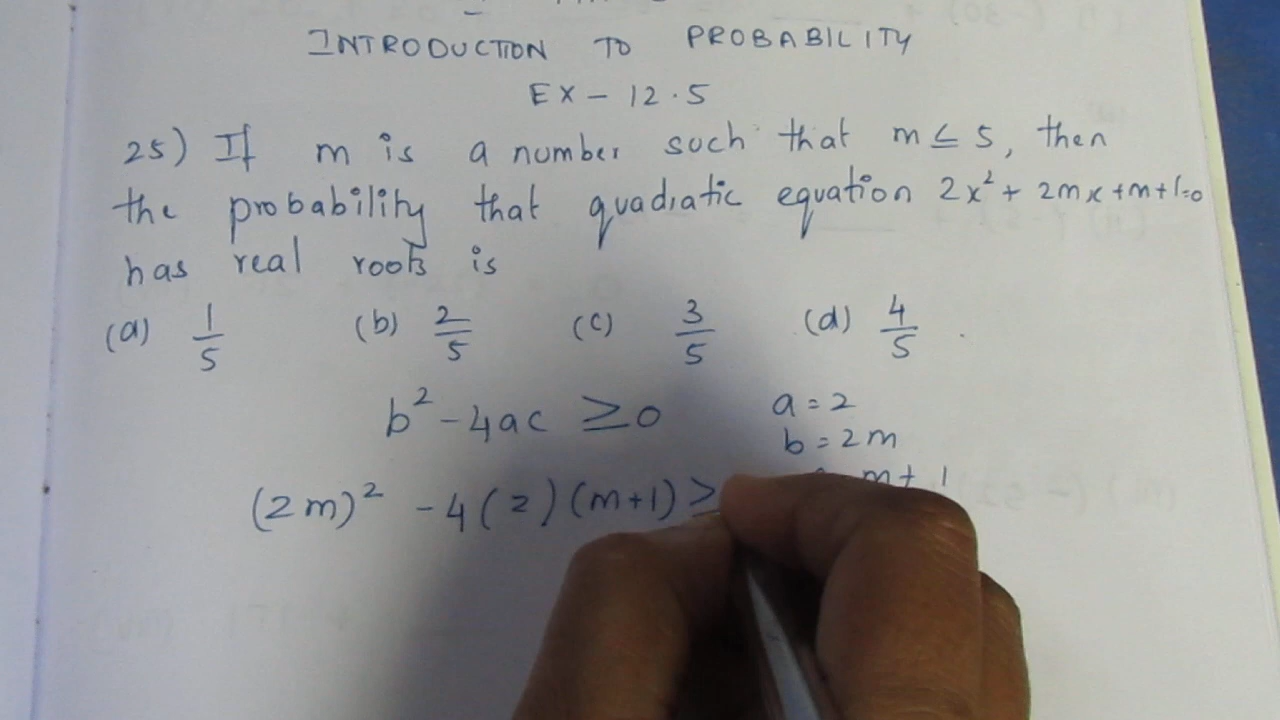 INTRODUCTION TO PROBABILITY
EX - 12.5
25) If m is a number such that m ≤ 5, then
the probability that quadratic equation 2x² + 2mx + m + 1 = 0
has real roots is
(a) 1/5 (b) 2/5 (c) 3/5 (d) 4/5 .
b² - 4ac ≥ 0 a = 2
b = 2m
m + 1
(2m)² - 4(2)(m+1) ≥